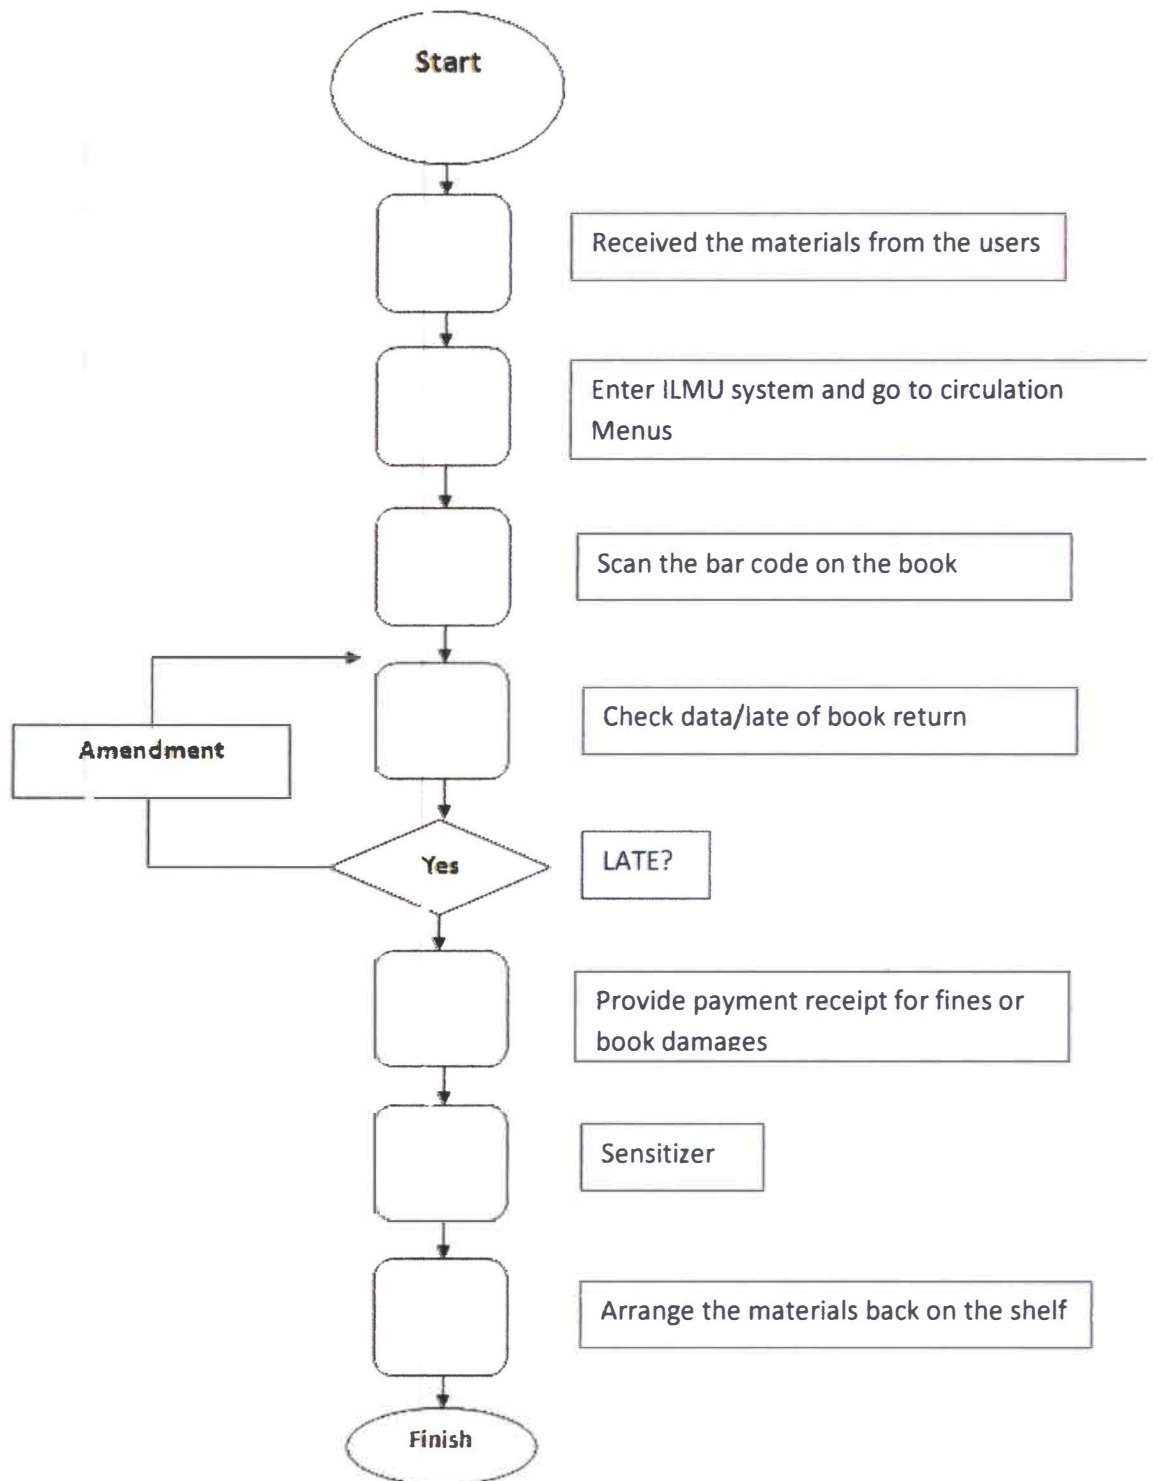 Start
Received the materials from the users
Enter ILMU system and go to circulation
Menus
Scan the bar code on the book
Check data/late of book return
Amendment
Yes
LATE?
Provide payment receipt for fines or
book damages
Sensitizer
Arrange the materials back on the shelf
Finish